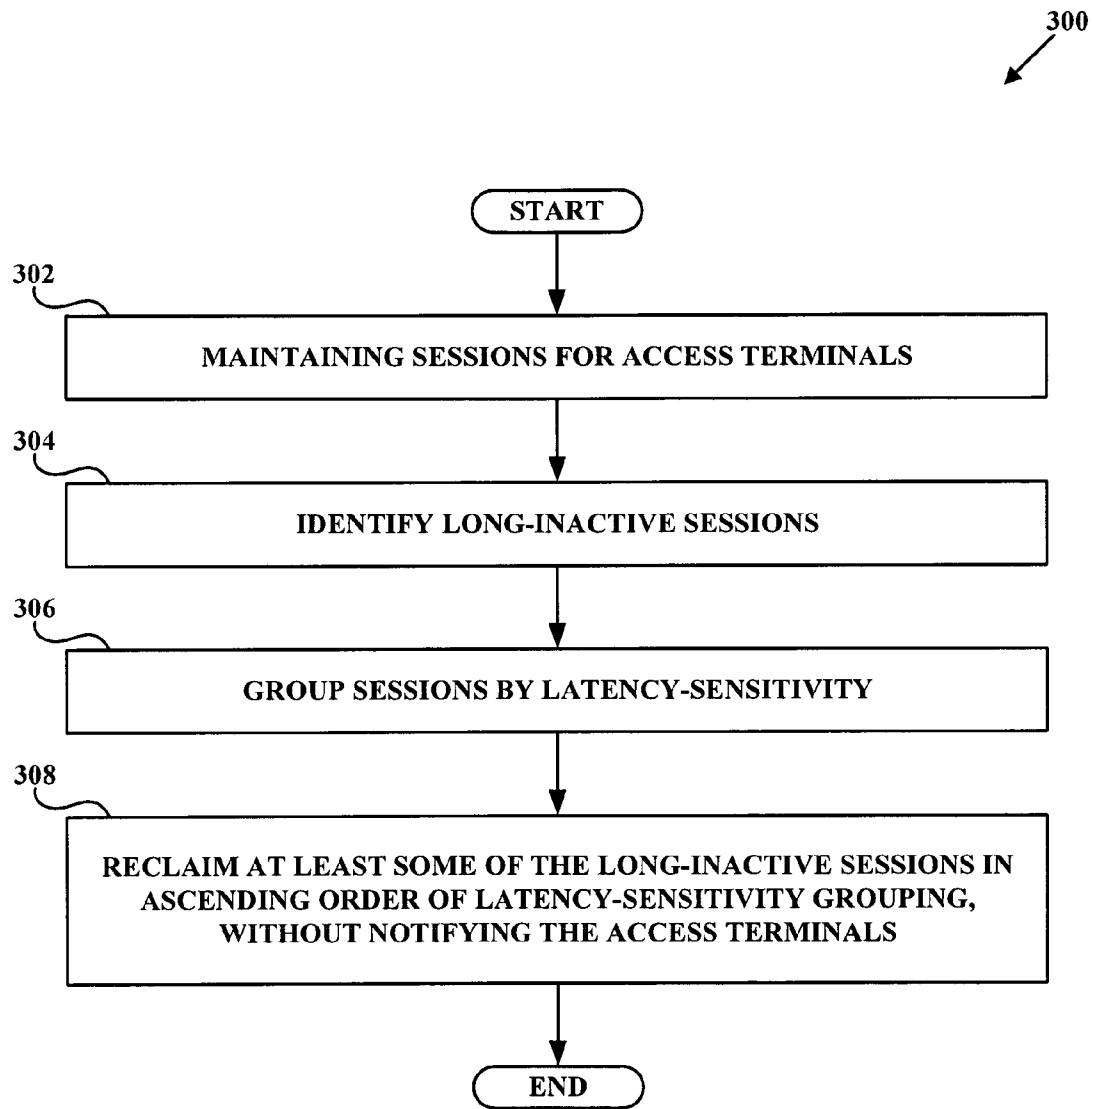 300
START
302
MAINTAINING SESSIONS FOR ACCESS TERMINALS
304
IDENTIFY LONG-INACTIVE SESSIONS
306
GROUP SESSIONS BY LATENCY-SENSITIVITY
308
RECLAIM AT LEAST SOME OF THE LONG-INACTIVE SESSIONS IN
ASCENDING ORDER OF LATENCY-SENSITIVITY GROUPING,
WITHOUT NOTIFYING THE ACCESS TERMINALS
END